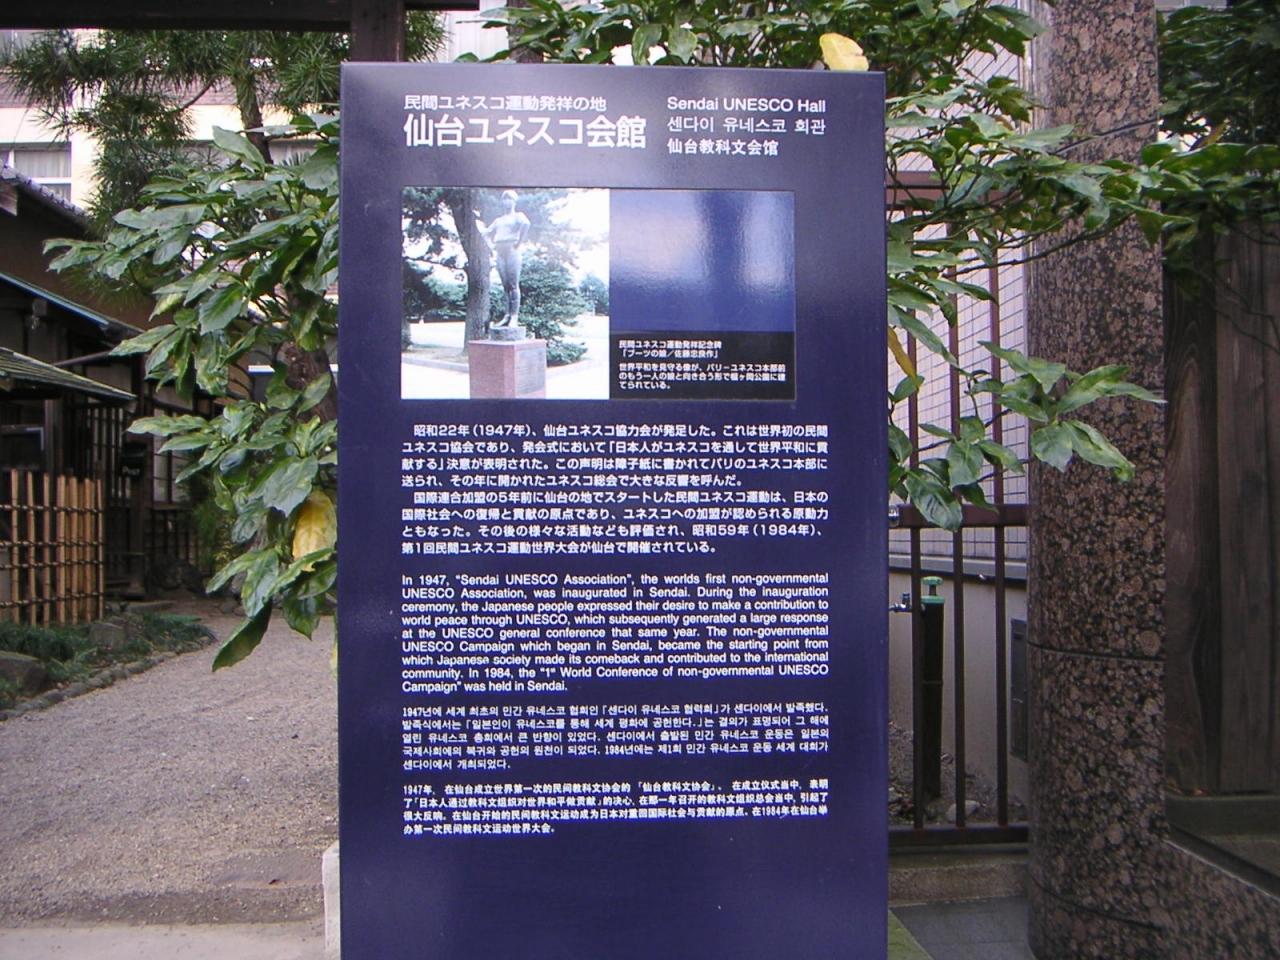 民間ユネスコ運動発祥の地
仙台ユネスコ会館
Sendai UNESCO Hall
센다이 유네스코 회관
仙台教科文会馆
民間ユネスコ運動発祥記念碑
「ブーツの娘／佐藤忠良作」
世界平和を見守る像が、パリーユネスコ本部前
のもう一人の娘と向き合う形で榴ヶ岡公園に建
てられている。
昭和22年(1947年)、仙台ユネスコ協力会が発足した。これは世界初の民間
ユネスコ協会であり、発会式において「日本人がユネスコを通して世界平和に貢
献する」決意が表明された。この声明は障子紙に書かれてパリのユネスコ本部に
送られ、その年に開かれたユネスコ総会で大きな反響を呼んだ。
国際連合加盟の5年前に仙台の地でスタートした民間ユネスコ運動は、日本の
国際社会への復帰と貢献の原点であり、ユネスコへの加盟が認められる原動力
ともなった。その後の様々な活動なども評価され、昭和59年(1984年)、
第1回民間ユネスコ運動世界大会が仙台で開催されている。
In 1947, "Sendai UNESCO Association", the worlds first non-governmental
UNESCO Association, was inaugurated in Sendai. During the inauguration
ceremony, the Japanese people expressed their desire to make a contribution to
world peace through UNESCO, which subsequently generated a large response
at the UNESCO general conference that same year. The non-governmental
UNESCO Campaign which began in Sendai, became the starting point from
which Japanese society made its comeback and contributed to the international
community. In 1984, the "1st World Conference of non-governmental UNESCO
Campaign" was held in Sendai.
1947년에 세계 최초의 민간 유네스코 협회인 「센다이 유네스코 협력회」가 센다이에서 발족했다.
발족식에서는 「일본인이 유네스코를 통해 세계 평화에 공헌한다.」는 결의가 표명되어 그 해에
열린 유네스코 총회에서 큰 반향이 있었다. 센다이에서 출발된 민간 유네스코 운동은 일본의
국제사회에의 복귀와 공헌의 원천이 되었다. 1984년에는 제1회 민간 유네스코 운동 세계 대회가
센다이에서 개최되었다.
1947年, 在仙台成立世界第一次的民间教科文协会的「仙台教科文协会」。在成立仪式当中, 表明
了「日本人通过教科文组织对世界和平做贡献」的决心, 在那一年召开的教科文组织总会当中, 引起了
很大反响。在仙台开始的民间教科文运动成为日本对重回国际社会与贡献的原点, 在1984年在仙台举
办第一次民间教科文运动世界大会。